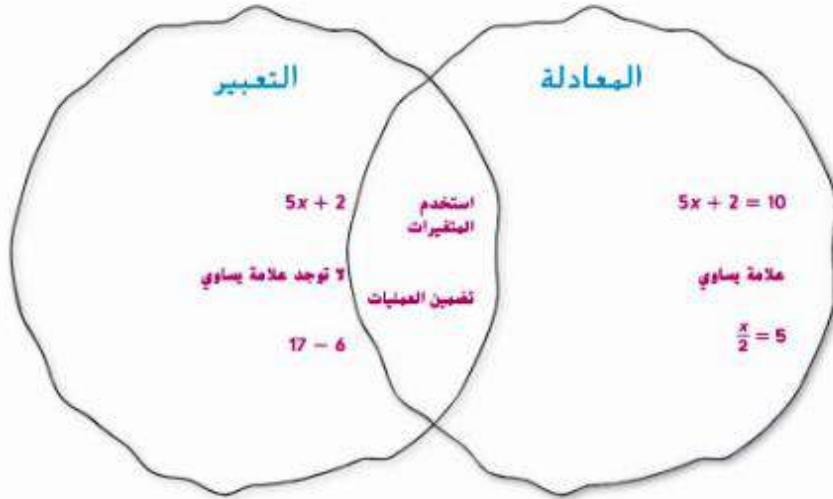 المعادلة
التعبير
5x + 2 = 10
علامة يساوي
x/2 = 5
استخدم
المتغيرات
تضمين العمليات
5x + 2
لا توجد علامة يساوي
17 − 6